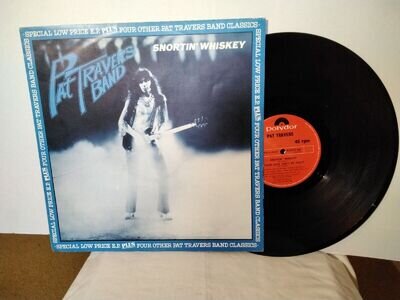 ·SPECIAL LOW PRICE E.P. PLUS FOUR OTHER PAT TRAVERS BAND CLASSICS·
SNORTIN' WHISKEY
PAT TRAVERS
BAND
SPECIAL LOW PRICE E.P. PLUS FOUR OTHER PAT TRAVERS BAND CLASSICS
SPECIAL LOW PRICE E.P. PLUS FOUR OTHER PAT TRAVERS BAND CLASSICS
·SPECIAL LOW PRICE E.P. PLUS FOUR OTHER PAT TRAVERS BAND CLASSICS·
polydor
PAT TRAVERS
45 rpm